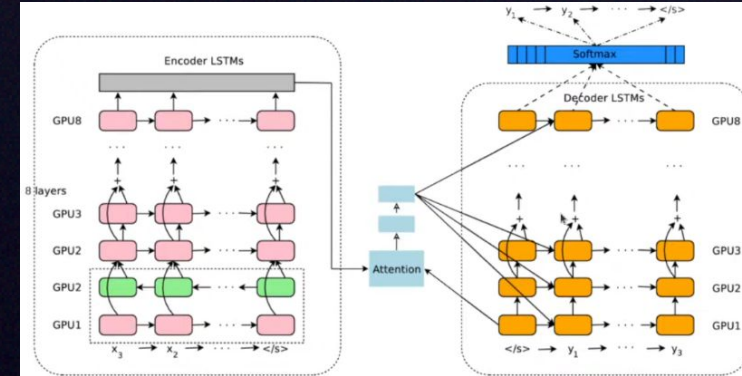 y1 y2 ... </s>
Softmax
Encoder LSTMs
Decoder LSTMs
GPU8
...
8 layers
+ + +
GPU3
GPU2
GPU2
GPU1
x3 x2 ... </s>
Attention
GPU8
...
+ + +
GPU3
GPU2
GPU1
</s> y1 ... y3